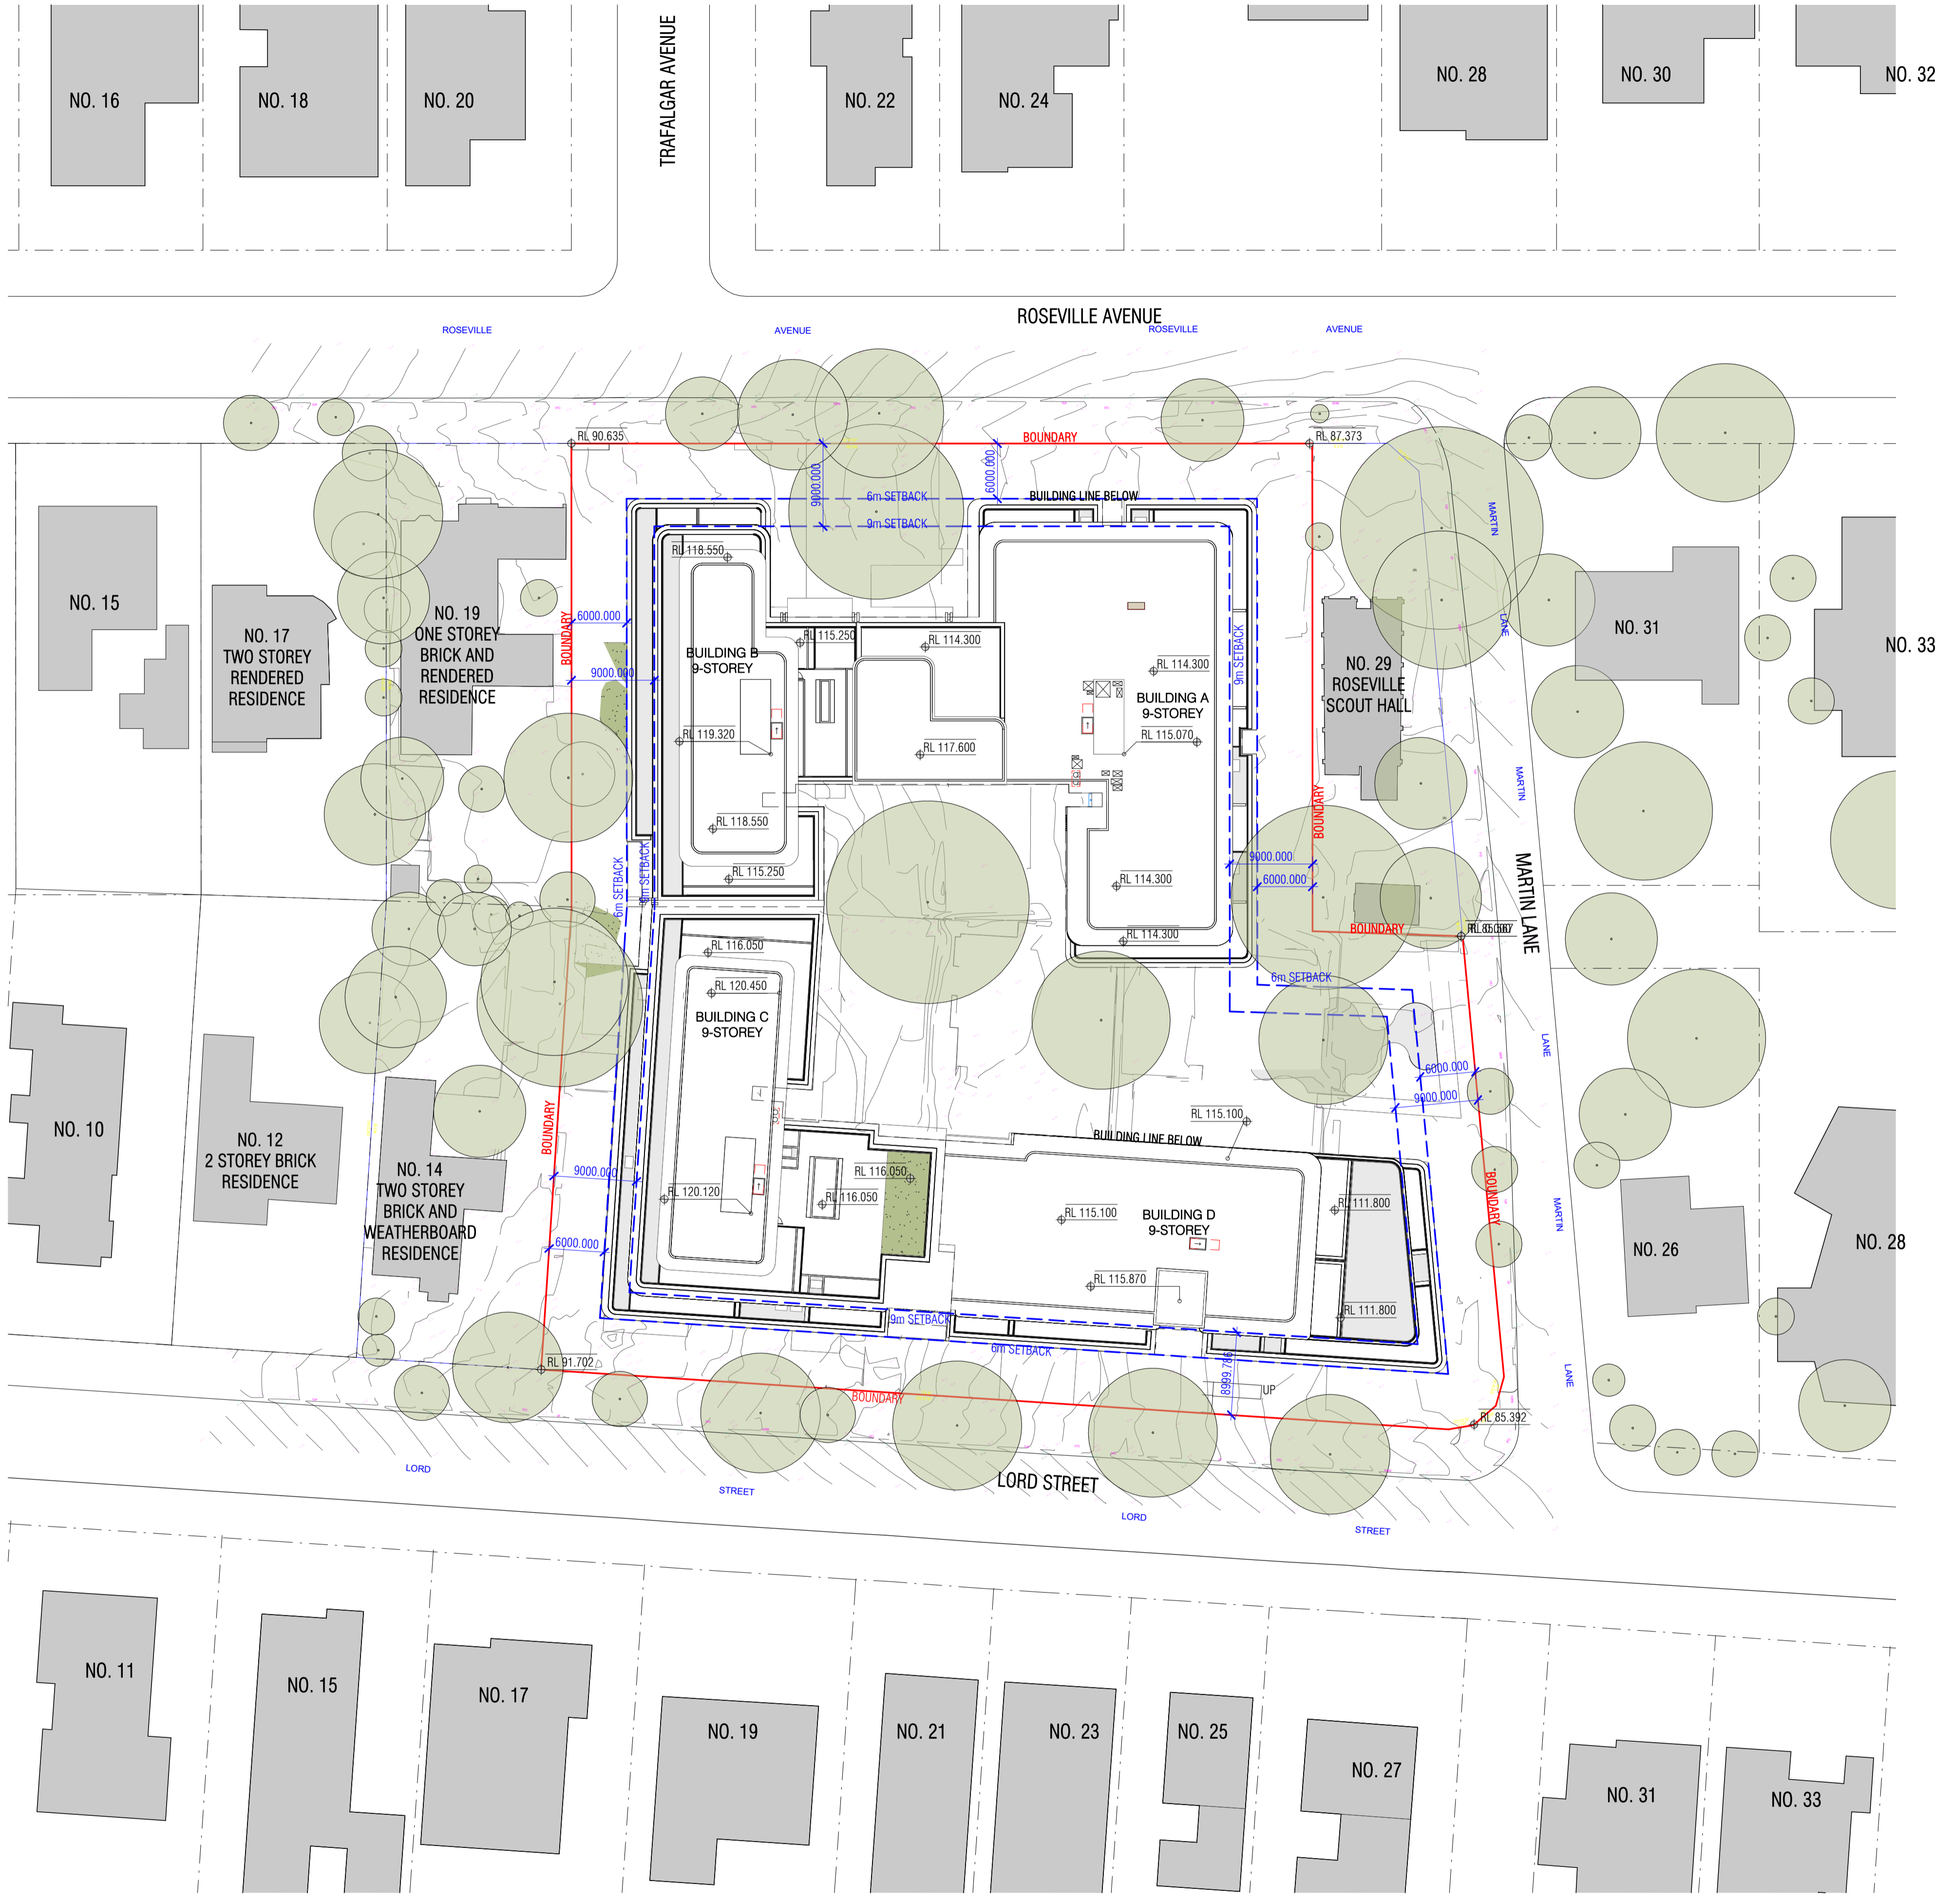 NO. 16
NO. 18
NO. 20
TRAFALGAR AVENUE
NO. 22
NO. 24
NO. 28
NO. 30
NO. 32
ROSEVILLE AVENUE
ROSEVILLE
AVENUE
ROSEVILLE
AVENUE
RL 90.635
BOUNDARY
RL 87.373
9000.000
6000.000
6m SETBACK
BUILDING LINE BELOW
9m SETBACK
MARTIN
LANE
MARTIN
LANE
MARTIN
LANE
MARTIN LANE
NO. 15
NO. 17
TWO STOREY
RENDERED
RESIDENCE
NO. 19
ONE STOREY
BRICK AND
RENDERED
RESIDENCE
BOUNDARY
6000.000
9000.000
RL 118.550
BUILDING B
9-STOREY
RL 115.250
RL 114.300
RL 119.320
RL 117.600
RL 118.550
RL 115.250
RL 114.300
BUILDING A
9-STOREY
RL 115.070
RL 114.300
RL 114.300
9m SETBACK
9000.000
6000.000
BOUNDARY
NO. 29
ROSEVILLE
SCOUT HALL
NO. 31
NO. 33
BOUNDARY
6m SETBACK
6m SETBACK
9m SETBACK
RL 116.050
RL 120.450
BUILDING C
9-STOREY
6000.000
9000.000
RL 115.100
BUILDING LINE BELOW
NO. 10
NO. 12
2 STOREY BRICK
RESIDENCE
NO. 14
TWO STOREY
BRICK AND
WEATHERBOARD
RESIDENCE
BOUNDARY
9000.000
6000.000
RL 120.120
RL 116.050
RL 116.050
RL 115.100
BUILDING D
9-STOREY
RL 115.870
RL 111.800
RL 111.800
BOUNDARY
MARTIN
LANE
NO. 26
NO. 28
9m SETBACK
6m SETBACK
8999.786
UP
RL 91.702
BOUNDARY
RL 85.392
LORD STREET
LORD
STREET
LORD
STREET
NO. 11
NO. 15
NO. 17
NO. 19
NO. 21
NO. 23
NO. 25
NO. 27
NO. 31
NO. 33